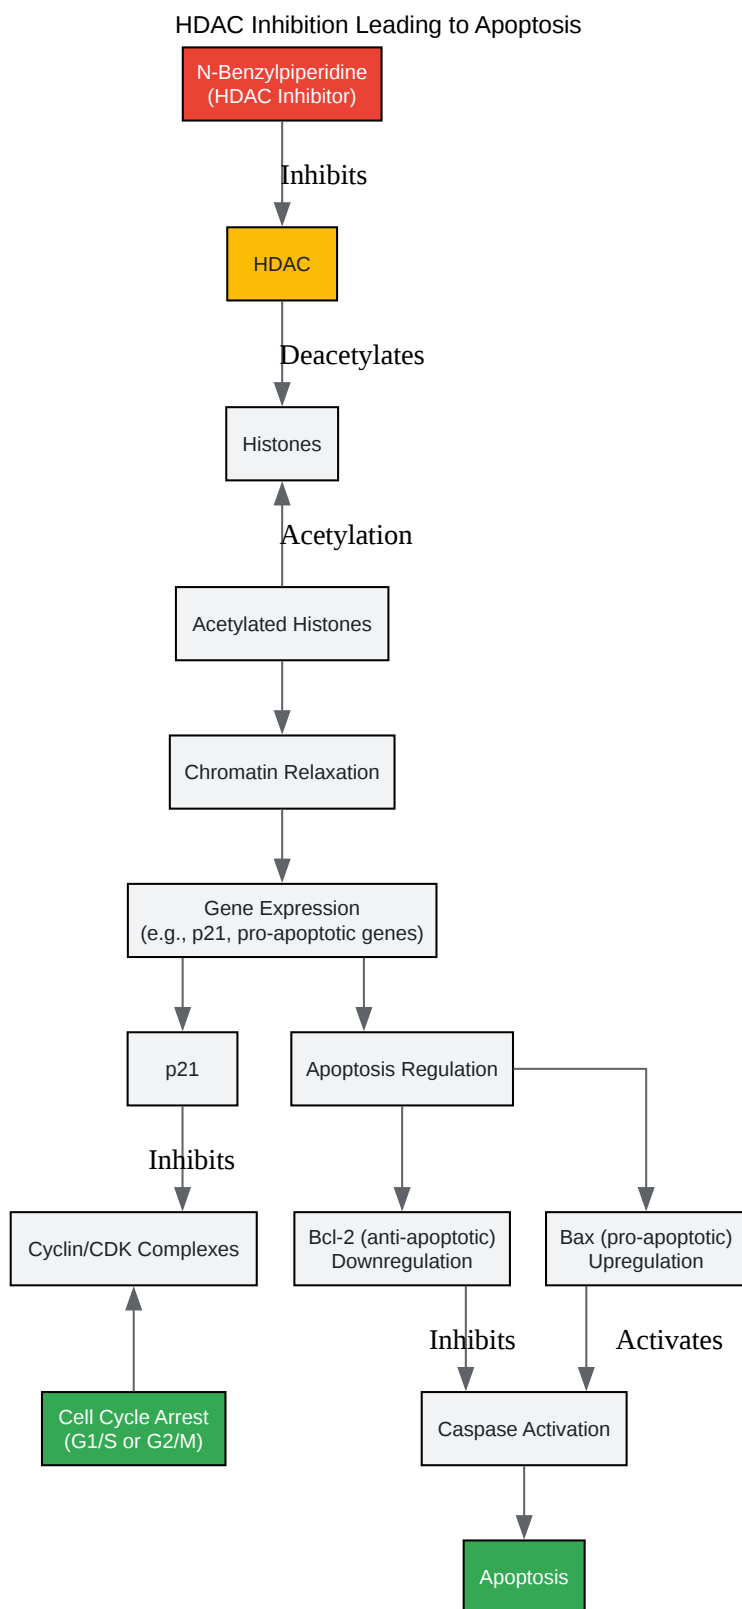 HDAC Inhibition Leading to Apoptosis
N-Benzylpiperidine
(HDAC Inhibitor)
Inhibits
HDAC
Deacetylates
Histones
Acetylation
Acetylated Histones
Chromatin Relaxation
Gene Expression
(e.g., p21, pro-apoptotic genes)
p21
Apoptosis Regulation
Inhibits
Cyclin/CDK Complexes
Bcl-2 (anti-apoptotic)
Downregulation
Bax (pro-apoptotic)
Upregulation
Inhibits
Activates
Cell Cycle Arrest
(G1/S or G2/M)
Caspase Activation
Apoptosis